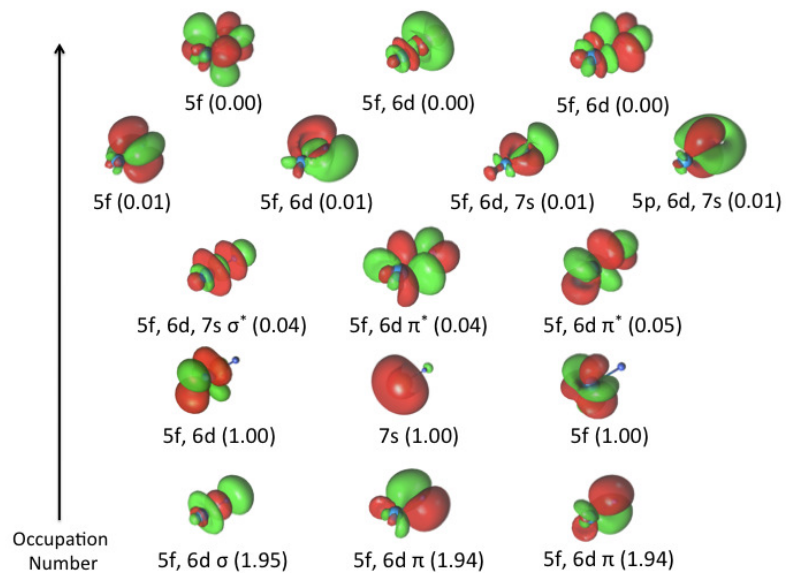 5f (0.00)
5f, 6d (0.00)
5f, 6d (0.00)
5f (0.01)
5f, 6d (0.01)
5f, 6d, 7s (0.01)
5p, 6d, 7s (0.01)
5f, 6d, 7s σ* (0.04)
5f, 6d π* (0.04)
5f, 6d π* (0.05)
5f, 6d (1.00)
7s (1.00)
5f (1.00)
Occupation
Number
5f, 6d σ (1.95)
5f, 6d π (1.94)
5f, 6d π (1.94)